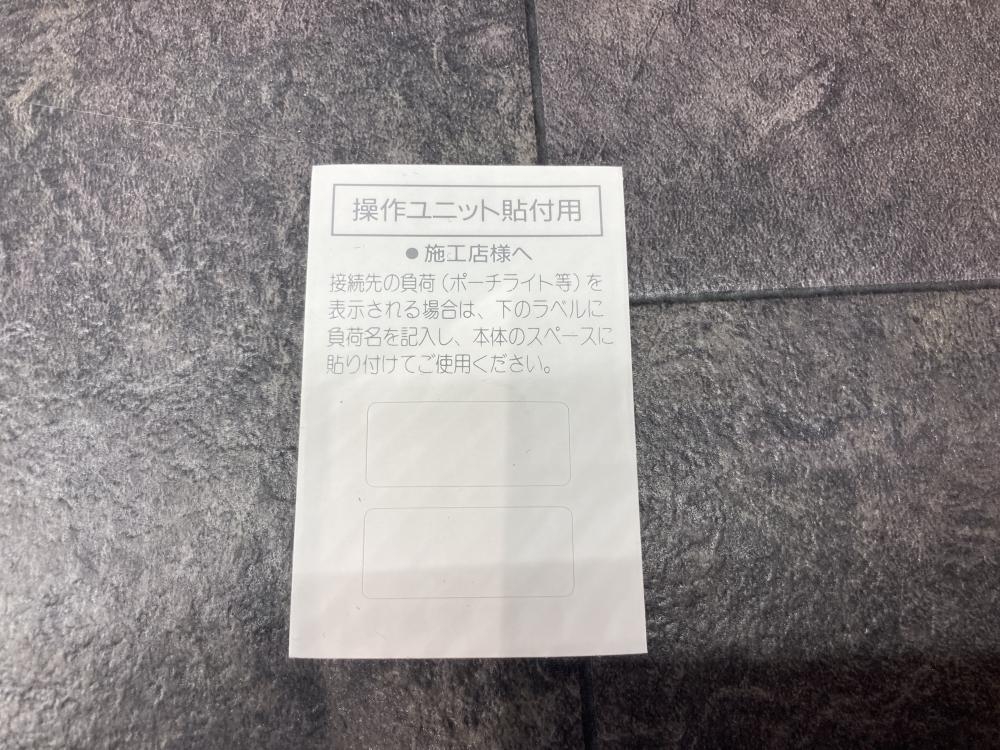 操作ユニット貼付用
●施工店様へ
接続先の負荷(ポーチライト等)を
表示される場合は、下のラベルに
負荷名を記入し、本体のスペースに
貼り付けてご使用ください。